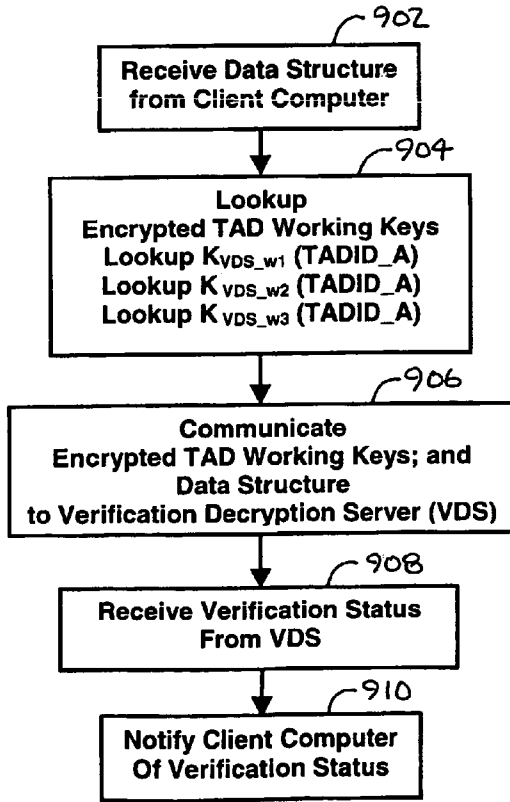 902
Receive Data Structure
from Client Computer
904
Lookup
Encrypted TAD Working Keys
Lookup KVDS_w1 (TADID_A)
Lookup K VDS_w2 (TADID_A)
Lookup K VDS_w3 (TADID_A)
906
Communicate
Encrypted TAD Working Keys; and
Data Structure
to Verification Decryption Server (VDS)
908
Receive Verification Status
From VDS
910
Notify Client Computer
Of Verification Status